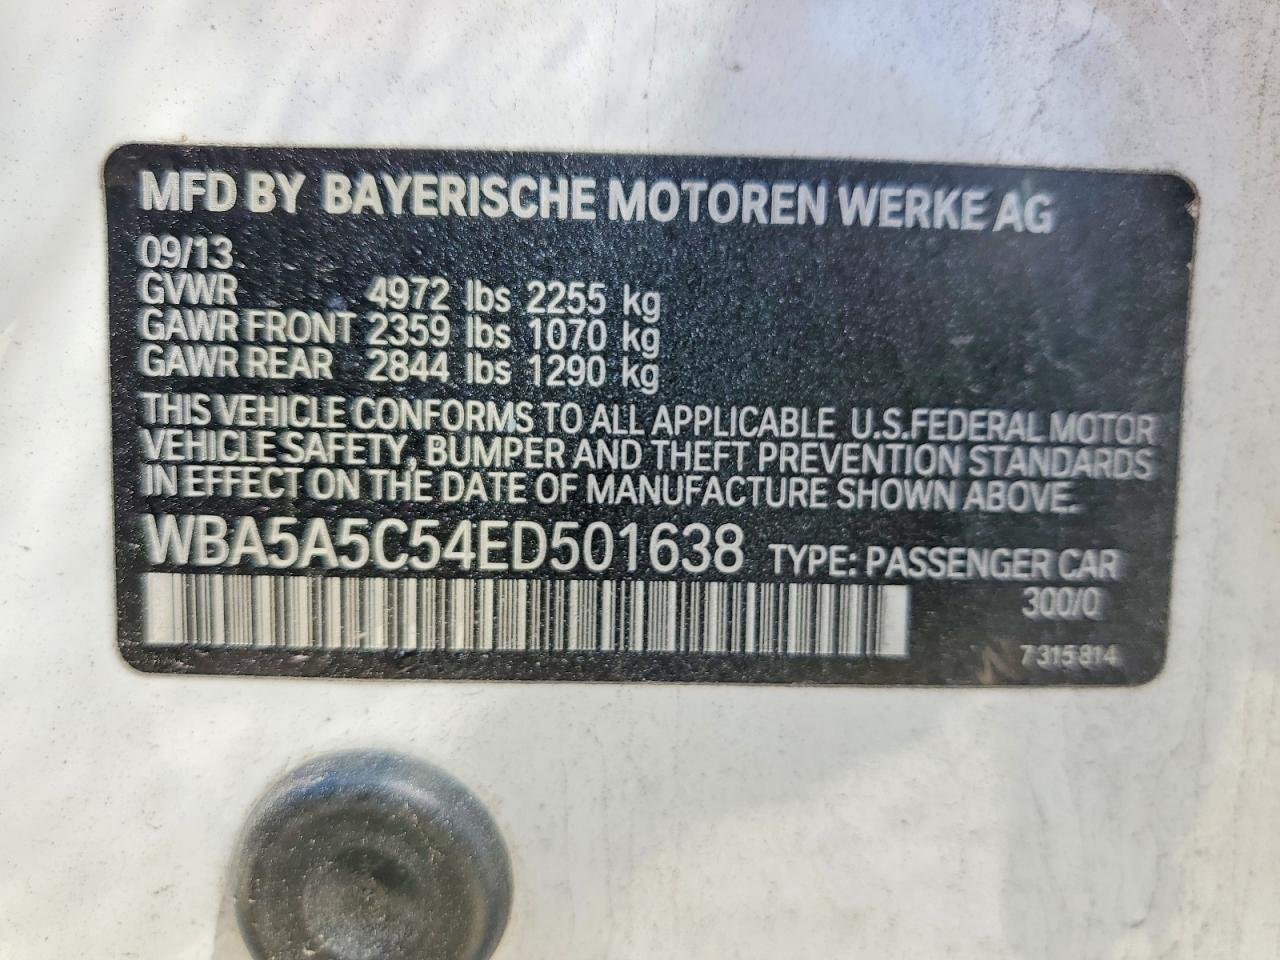 MFD BY BAYERISCHE MOTOREN WERKE AG
09/13
GVWR 4972 lbs 2255 kg
GAWR FRONT 2359 lbs 1070 kg
GAWR REAR 2844 lbs 1290 kg
THIS VEHICLE CONFORMS TO ALL APPLICABLE U.S.FEDERAL MOTOR
VEHICLE SAFETY, BUMPER AND THEFT PREVENTION STANDARDS
IN EFFECT ON THE DATE OF MANUFACTURE SHOWN ABOVE.
WBA5A5C54ED501638 TYPE: PASSENGER CAR
300/0
7 315 814